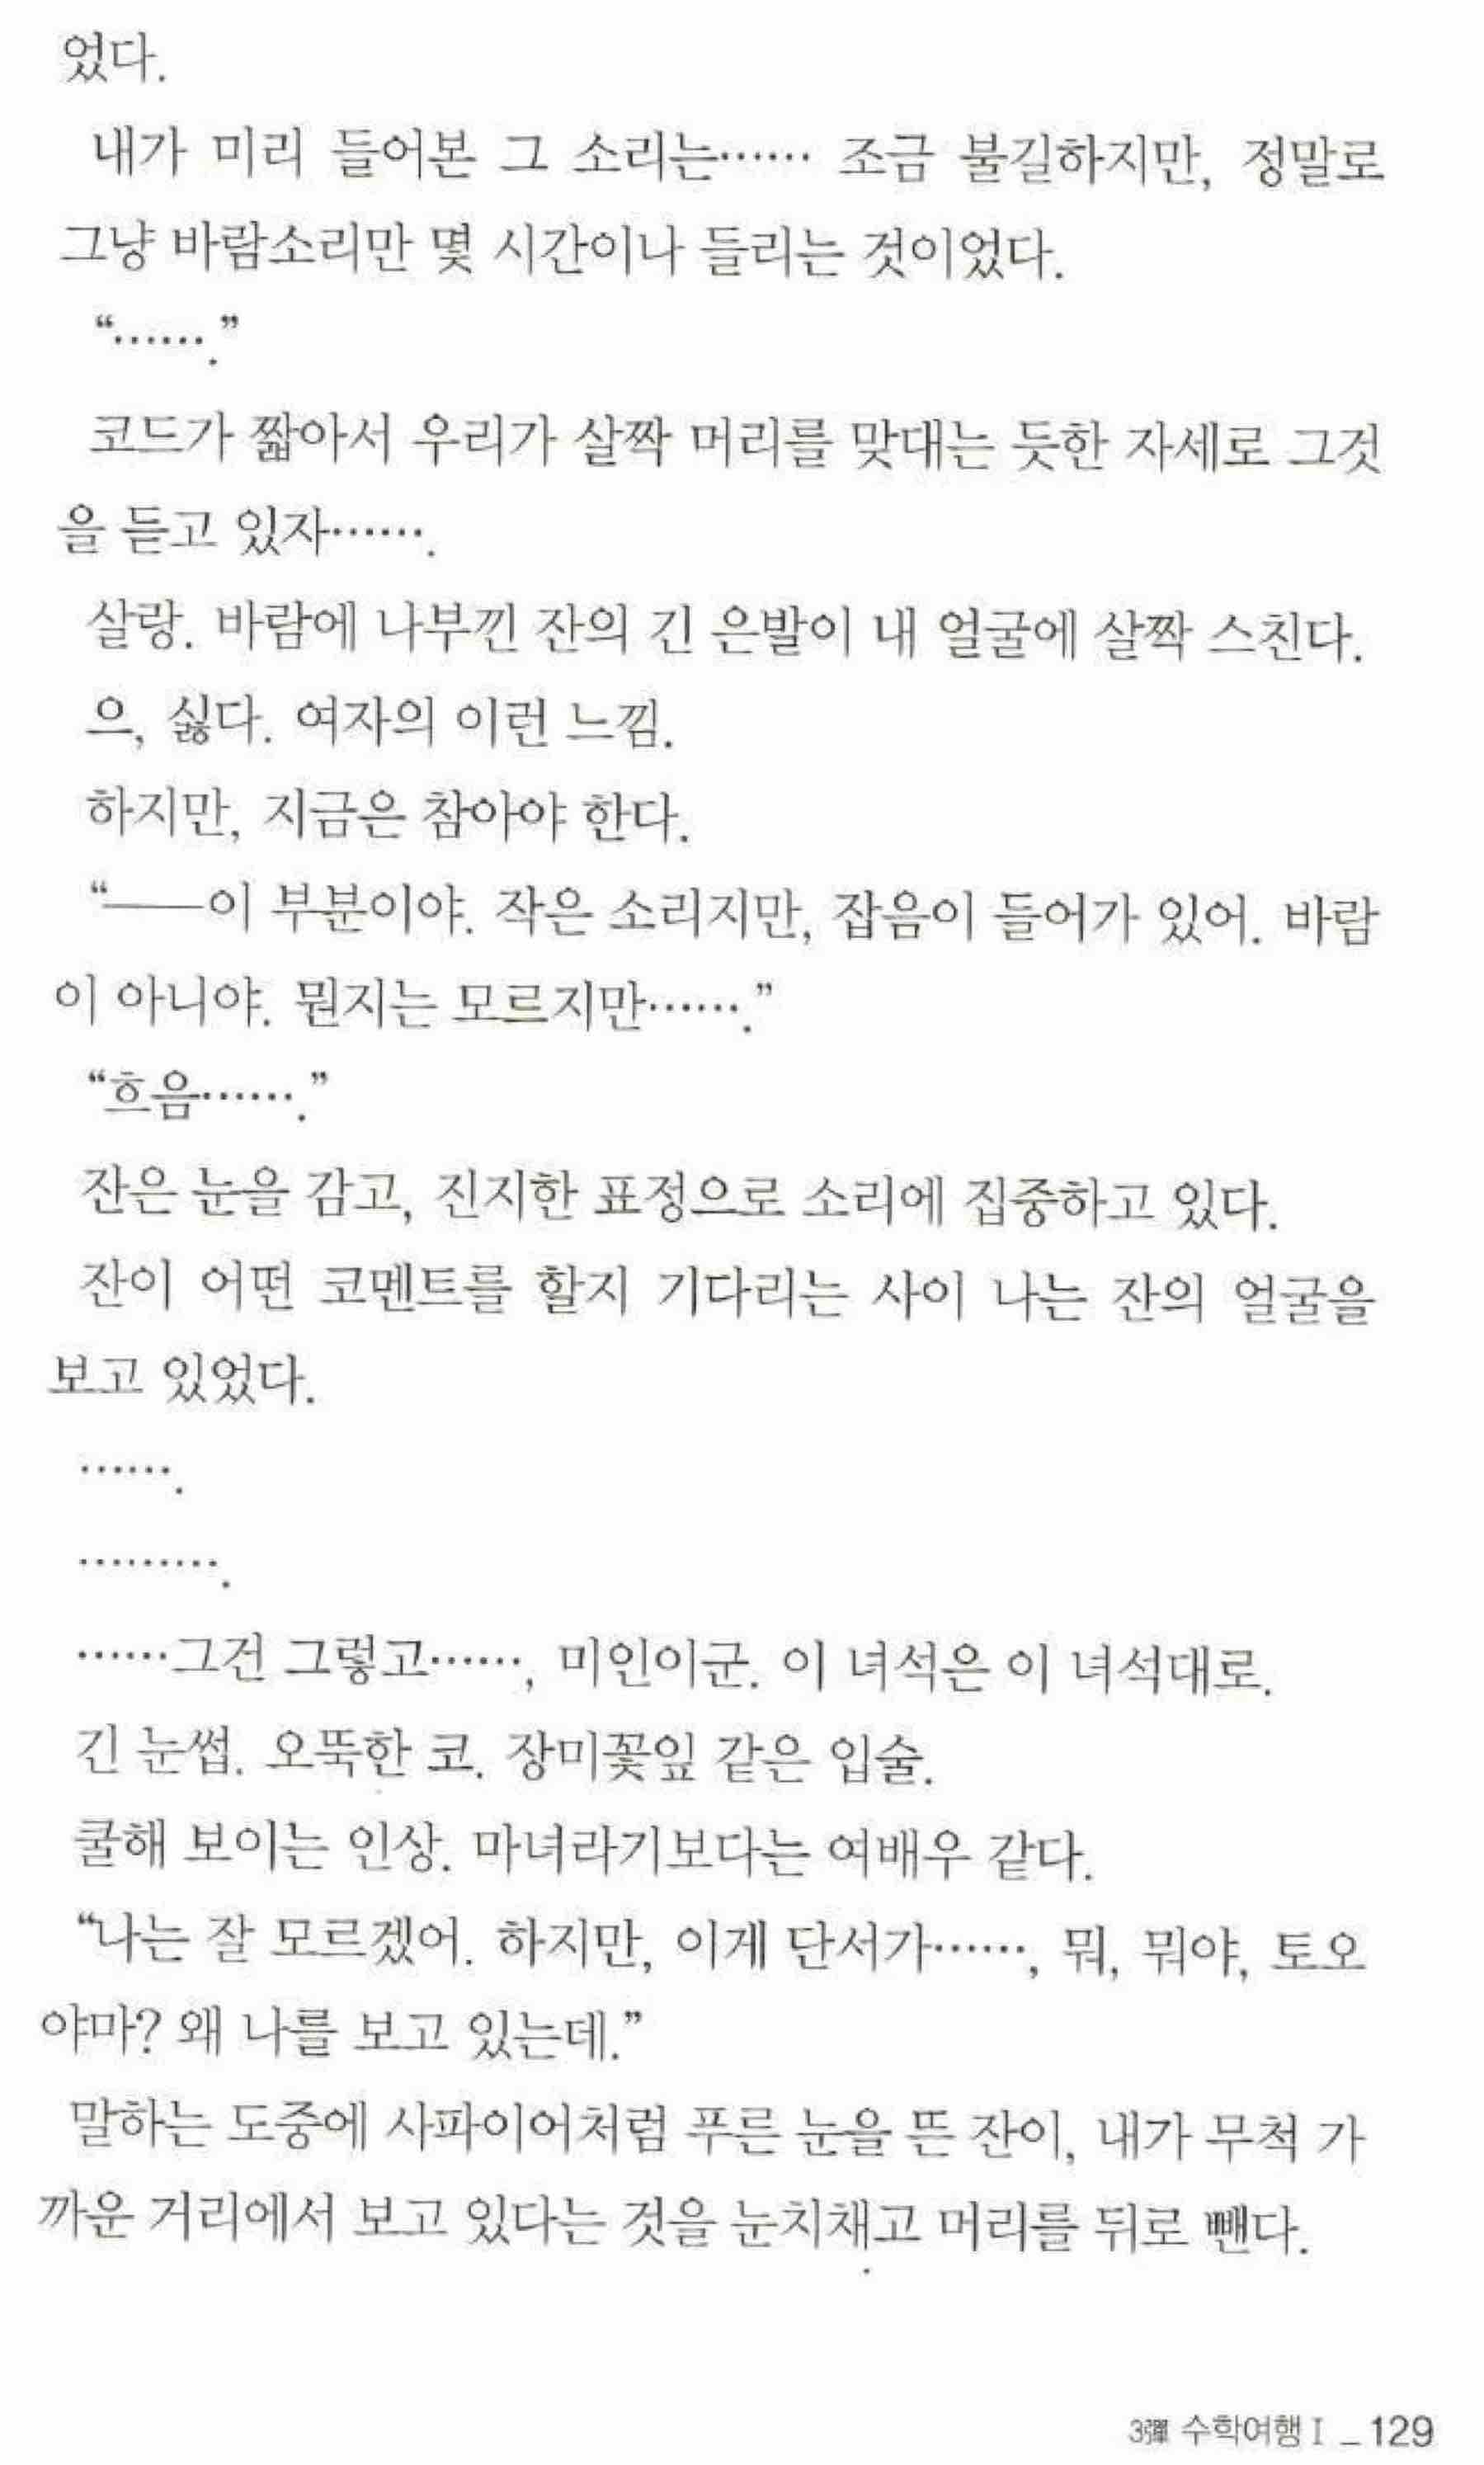 었다.
내가 미리 들어본 그 소리는…… 조금 불길하지만, 정말로
그냥 바람소리만 몇 시간이나 들리는 것이었다.
“…….”
코드가 짧아서 우리가 살짝 머리를 맞대는 듯한 자세로 그것
을 듣고 있자…….
살랑. 바람에 나부낀 잔의 긴 은발이 내 얼굴에 살짝 스친다.
으, 싫다. 여자의 이런 느낌.
하지만, 지금은 참아야 한다.
“──이 부분이야. 작은 소리지만, 잡음이 들어가 있어. 바람
이 아니야. 뭔지는 모르지만…….”
“흐음…….”
잔은 눈을 감고, 진지한 표정으로 소리에 집중하고 있다.
잔이 어떤 코멘트를 할지 기다리는 사이 나는 잔의 얼굴을
보고 있었다.
…….
……….
……그건 그렇고……, 미인이군. 이 녀석은 이 녀석대로.
긴 눈썹. 오뚝한 코. 장미꽃잎 같은 입술.
쿨해 보이는 인상. 마녀라기보다는 여배우 같다.
“나는 잘 모르겠어. 하지만, 이게 단서가……, 뭐, 뭐야, 토오
야마? 왜 나를 보고 있는데.”
말하는 도중에 사파이어처럼 푸른 눈을 뜬 잔이, 내가 무척 가
까운 거리에서 보고 있다는 것을 눈치채고 머리를 뒤로 뺀다.
3彈 수학여행 I _ 129